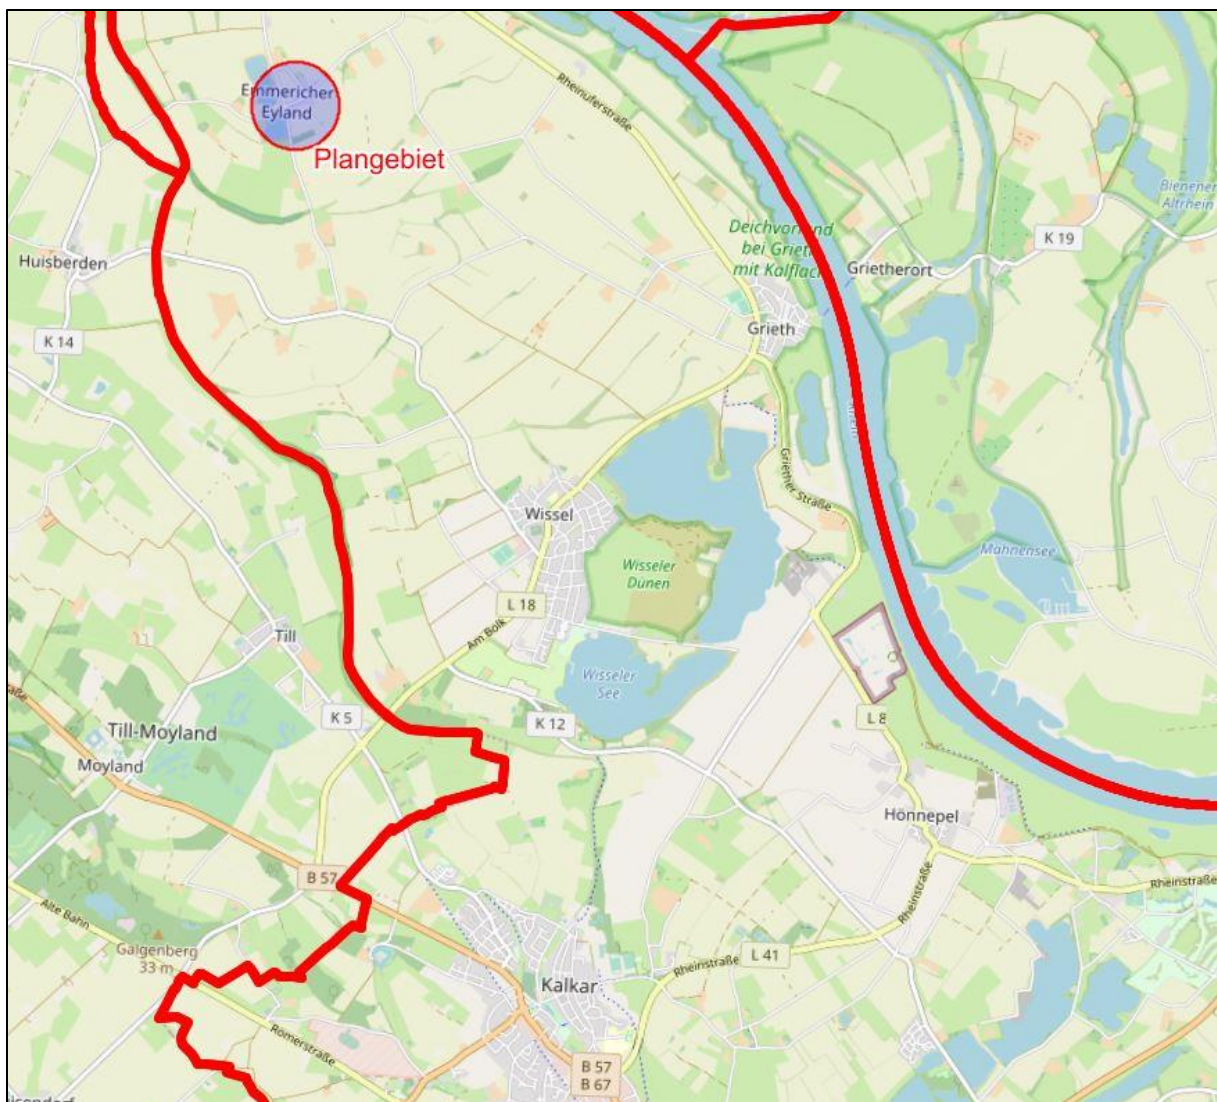 Emmericher
Eyland
Plangebiet
Rheinuferstraße
Bienener
Altrhein
Deichvorland
bei Grieth
mit Kalflach
K 19
Grietherort
Huisberden
Grieth
K 14
Griether Straße
Wissel
Mahnensee
Wisseler
Dünen
L 18
Am Bolk
Till
Wisseler
See
K 5
K 12
L 8
Till-Moyland
Moyland
Hönnepel
B 57
Rheinstraße
Rheinstraße
Alte Bahn
Galgenberg
33 m
Rheinstraße
L 41
Kalkar
Römerstraße
B 57
B 67